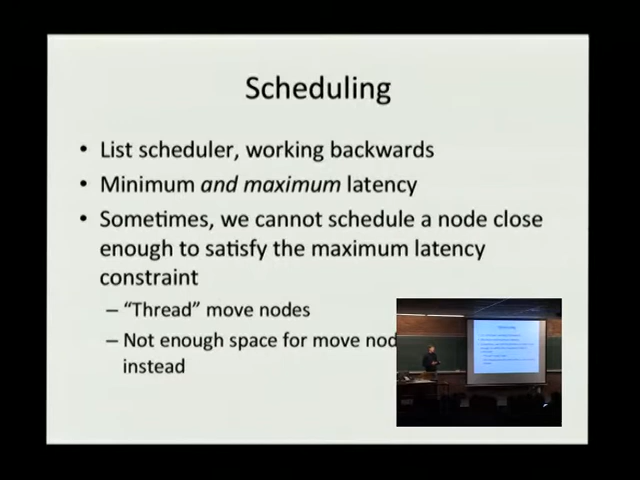 Scheduling
• List scheduler, working backwards
• Minimum and maximum latency
• Sometimes, we cannot schedule a node close
enough to satisfy the maximum latency
constraint
– “Thread” move nodes
– Not enough space for move nod
instead